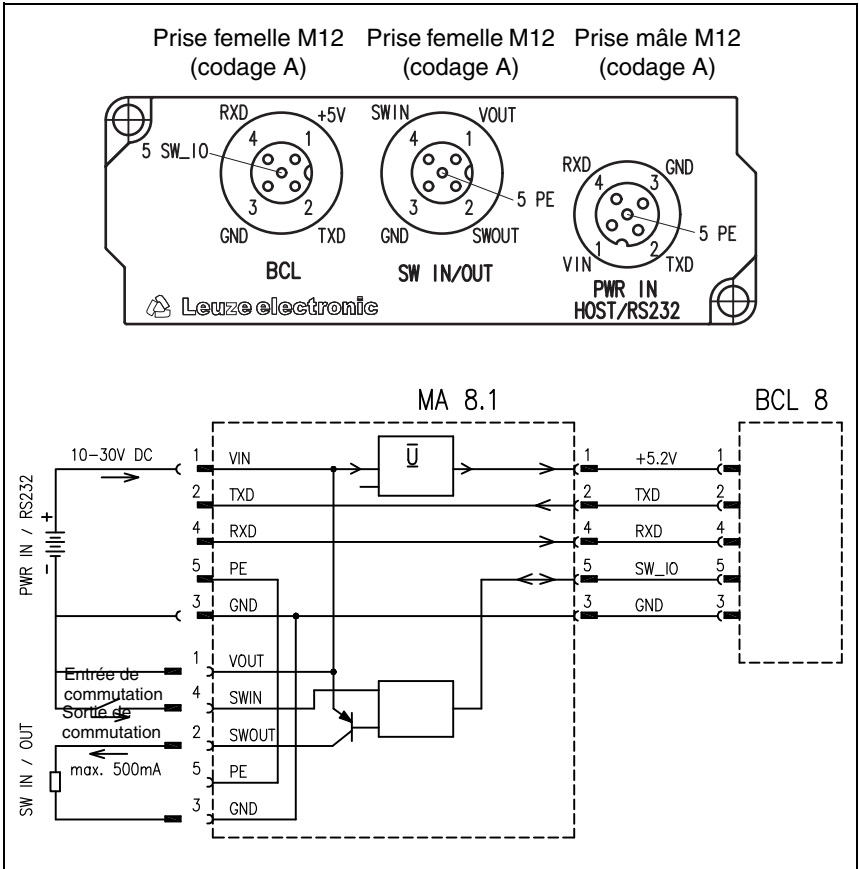 Prise femelle M12 Prise femelle M12 Prise mâle M12
(codage A) (codage A) (codage A)
RXD +5V SWIN VOUT
4 1 4 1 RXD GND
5 SW_IO 4 3
5 PE
3 2 3 2 5 PE
GND TXD GND SWOUT 1 2
VIN TXD
BCL SW IN/OUT PWR IN
HOST/RS232
Leuze electronic
MA 8.1 BCL 8
10-30V DC 1 VIN U 1 +5.2V 1
2 TXD 2 TXD 2
PWR IN / RS232
+
4 RXD 4 RXD 4
-
5 PE 5 SW_IO 5
3 GND 3 GND 3
1 VOUT
Entrée de
commutation 4 SWIN
Sortie de
commutation 2 SWOUT
SW IN / OUT
max. 500mA 5 PE
3 GND